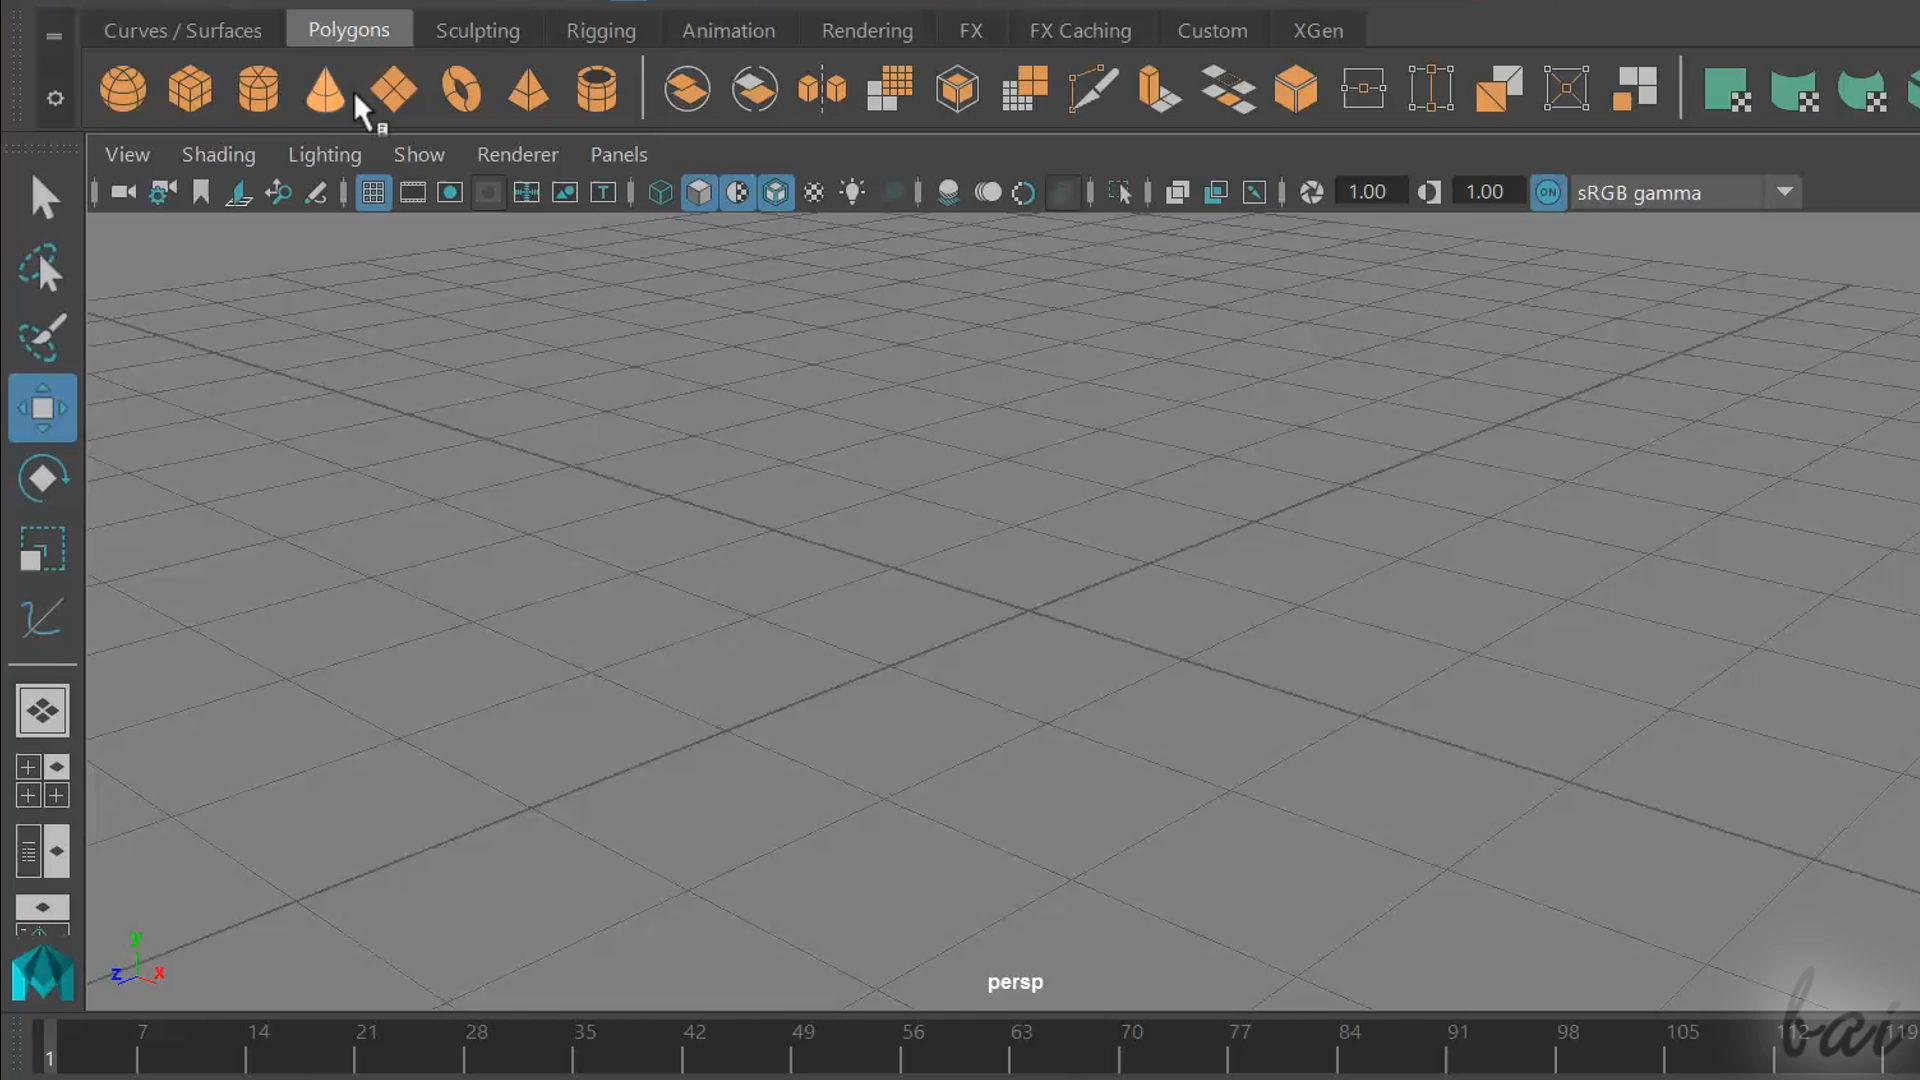 Curves / Surfaces Polygons Sculpting Rigging Animation Rendering FX FX Caching Custom XGen
View Shading Lighting Show Renderer Panels
T 1.00 1.00 ON sRGB gamma
y
z x
persp
7 14 21 28 35 42 49 56 63 70 77 84 91 98 105 112 119
1
bai